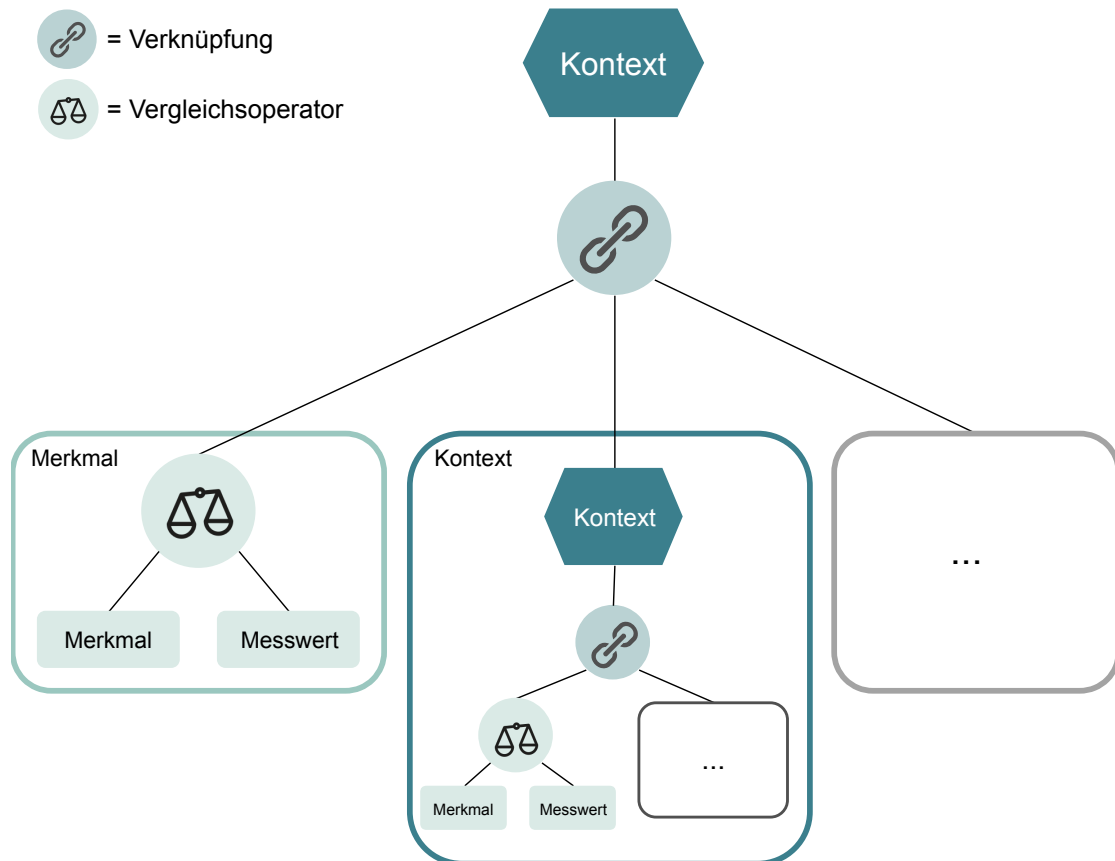 = Verknüpfung
= Vergleichsoperator
Kontext
Merkmal
Merkmal
Messwert
Kontext
Kontext
Merkmal
Messwert
...
...